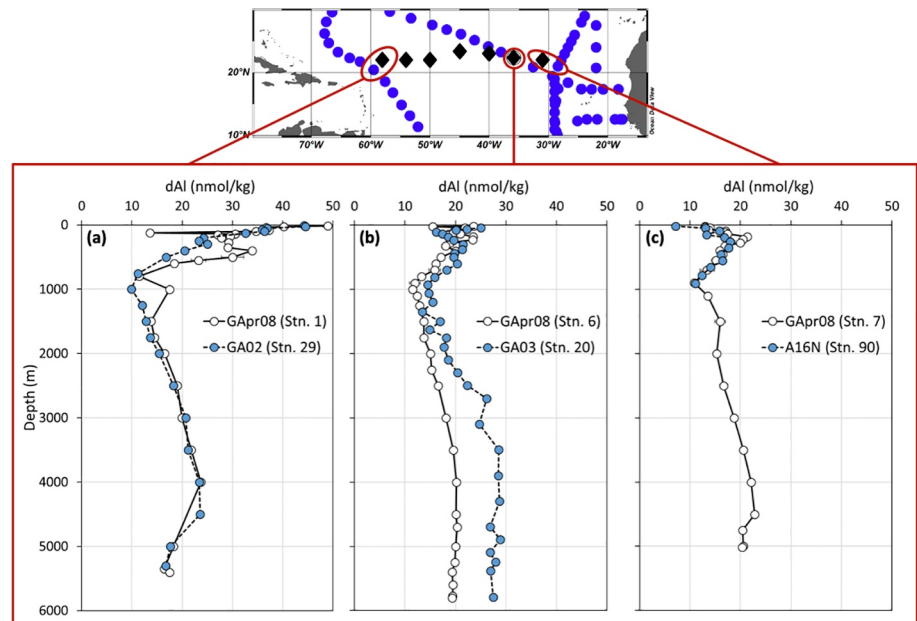 20°N
10°N
70°W 60°W 50°W 40°W 30°W 20°W
Ocean Data View
dAl (nmol/kg) dAl (nmol/kg) dAl (nmol/kg)
0 10 20 30 40 50 0 10 20 30 40 50 0 10 20 30 40 50
0
(a) (b) (c)
1000
GApr08 (Stn. 1) GApr08 (Stn. 6) GApr08 (Stn. 7)
GA02 (Stn. 29) GA03 (Stn. 20) A16N (Stn. 90)
2000
Depth (m)
3000
4000
5000
6000